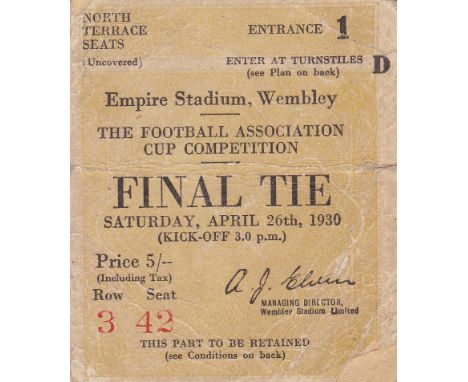 NORTH
TERRACE
SEATS
(Uncovered)
ENTRANCE 1
ENTER AT TURNSTILES D
(see Plan on back)
Empire Stadium, Wembley
THE FOOTBALL ASSOCIATION
CUP COMPETITION
FINAL TIE
SATURDAY, APRIL 26th, 1930
(KICK-OFF 3.0 p.m.)
Price 5/--
(Including Tax)
Row Seat
3 42
A. J. Elvin
MANAGING DIRECTOR,
Wembley Stadium Limited
THIS PART TO BE RETAINED
(see Conditions on back)